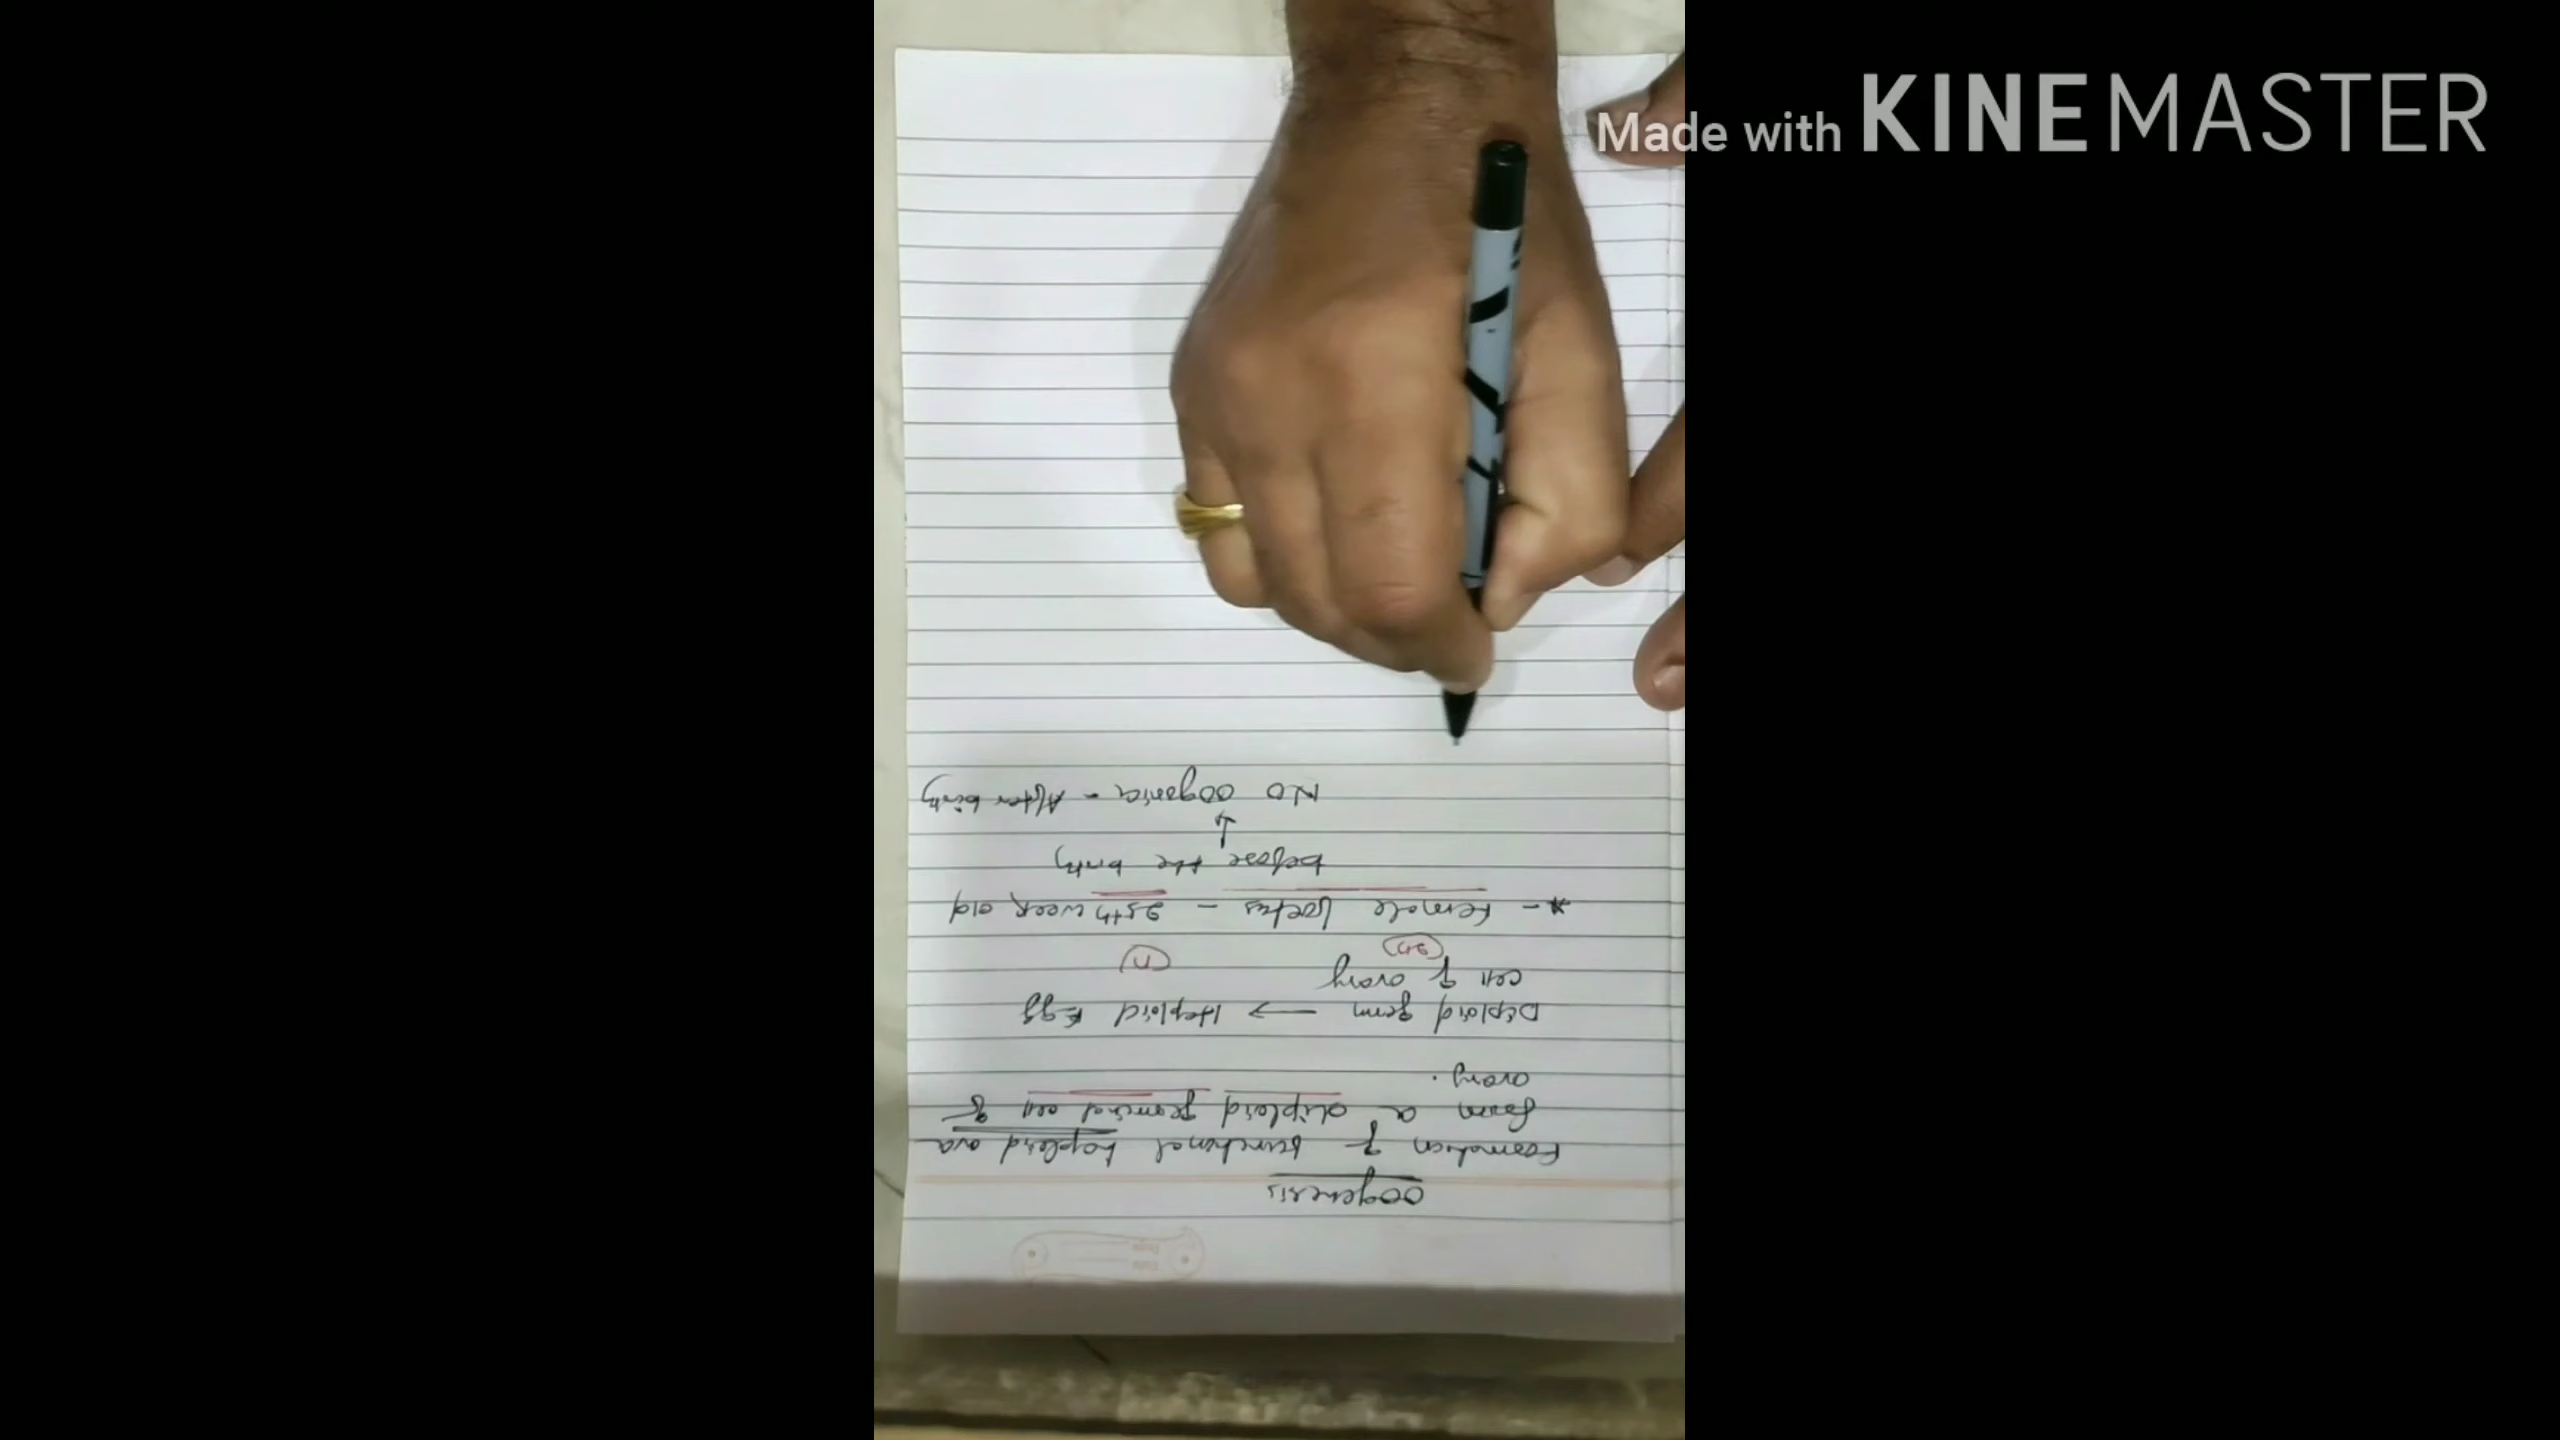 Made with KINEMASTER
Oogenesis
Formation of functional haploid ova
from a diploid germinal cell of
ovary.
Diploid germ → Haploid Egg
cell of ovary
(2n) (n)
* - Female foetus - 25th week old
before the birth
↓
No oogonia - After birth